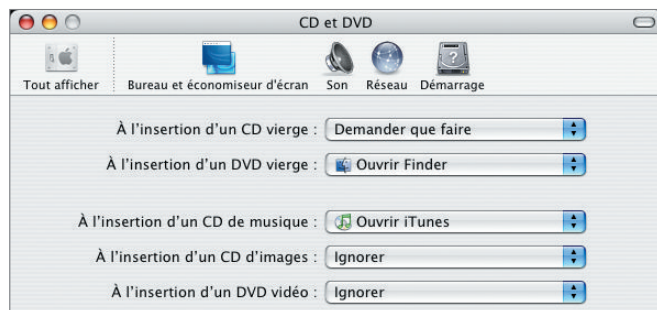 CD et DVD
Tout afficher Bureau et économiseur d'écran Son Réseau Démarrage
À l'insertion d'un CD vierge : Demander que faire
À l'insertion d'un DVD vierge : Ouvrir Finder
À l'insertion d'un CD de musique : Ouvrir iTunes
À l'insertion d'un CD d'images : Ignorer
À l'insertion d'un DVD vidéo : Ignorer